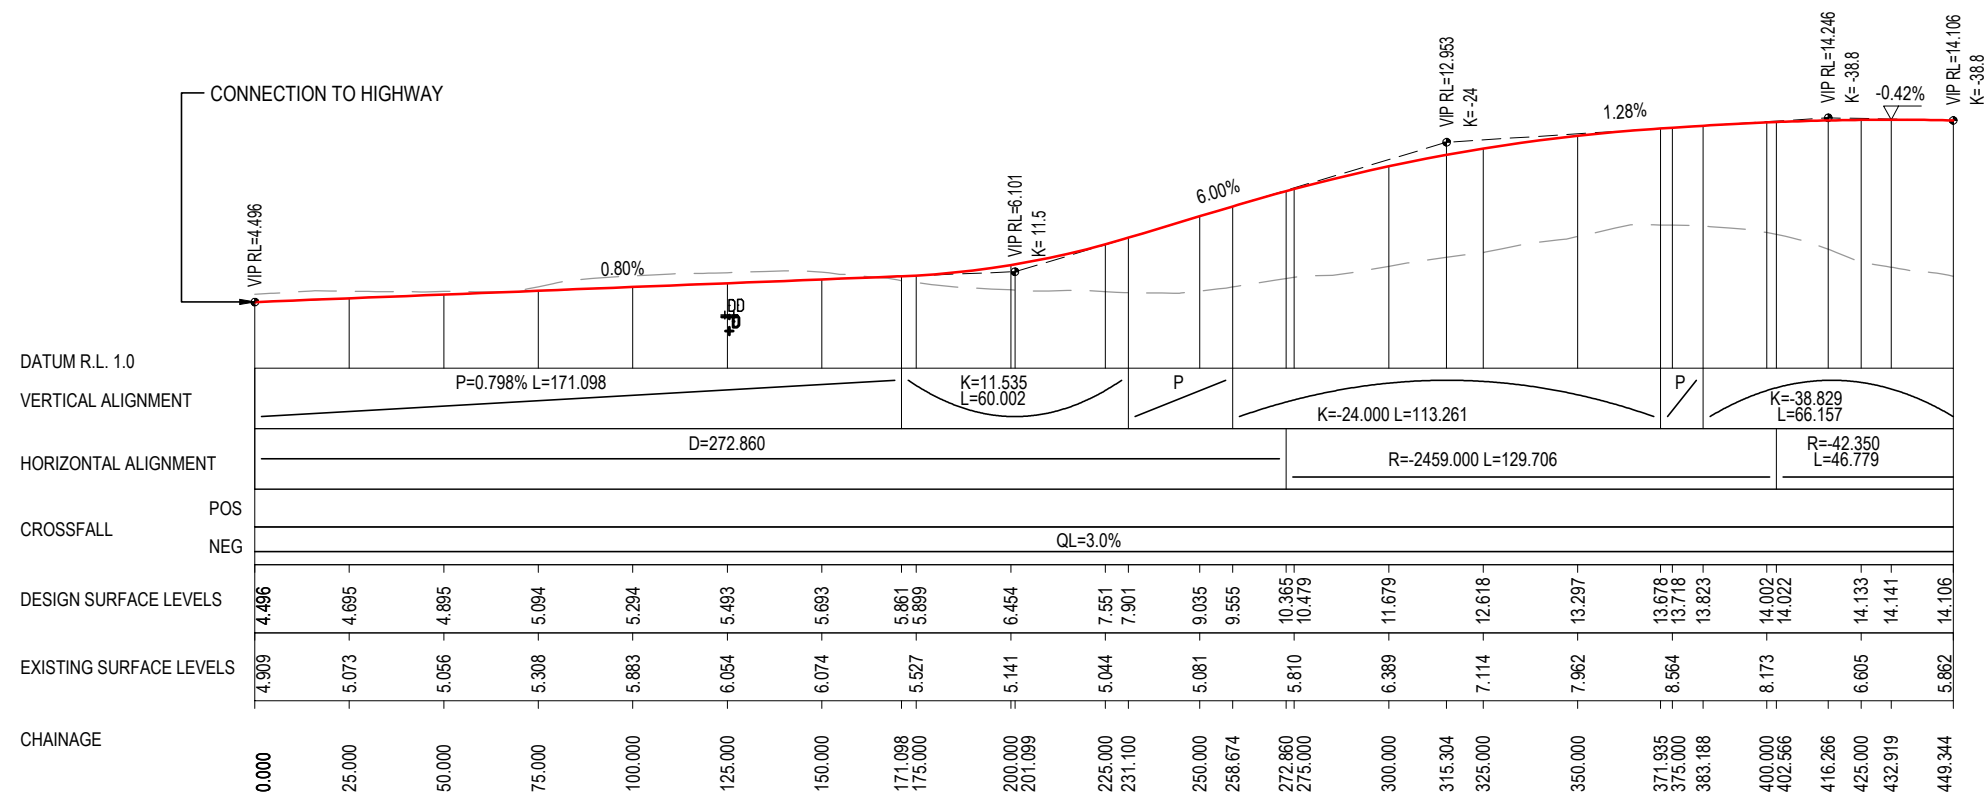 CONNECTION TO HIGHWAY
VIP RL=4.496
0.80%
DD
D
VIP RL=6.101
K= 11.5
6.00%
VIP RL=12.953
K= -24
1.28%
VIP RL=14.246
K= -38.8
-0.42%
VIP RL=14.106
K= -38.8
DATUM R.L. 1.0
VERTICAL ALIGNMENT
P=0.798% L=171.098
K=11.535
L=60.002
P
K=-24.000 L=113.261
P
K=-38.829
L=66.157
HORIZONTAL ALIGNMENT
D=272.860
R=-2459.000 L=129.706
R=-42.350
L=46.779
CROSSFALL
POS
NEG
QL=3.0%
DESIGN SURFACE LEVELS
4.496
4.695
4.895
5.094
5.294
5.493
5.693
5.861
5.899
6.454
7.551
7.901
9.035
9.555
10.365
10.479
11.679
12.618
13.297
13.678
13.718
13.823
14.002
14.022
14.133
14.141
14.106
EXISTING SURFACE LEVELS
4.909
5.073
5.056
5.308
5.883
6.054
6.074
5.527
5.141
5.044
5.081
5.810
6.389
7.114
7.962
8.564
8.173
6.605
5.862
CHAINAGE
0.000
25.000
50.000
75.000
100.000
125.000
150.000
171.098
175.000
200.000
201.099
225.000
231.100
250.000
258.674
272.860
275.000
300.000
315.304
325.000
350.000
371.935
375.000
383.188
400.000
402.566
416.266
425.000
432.919
449.344